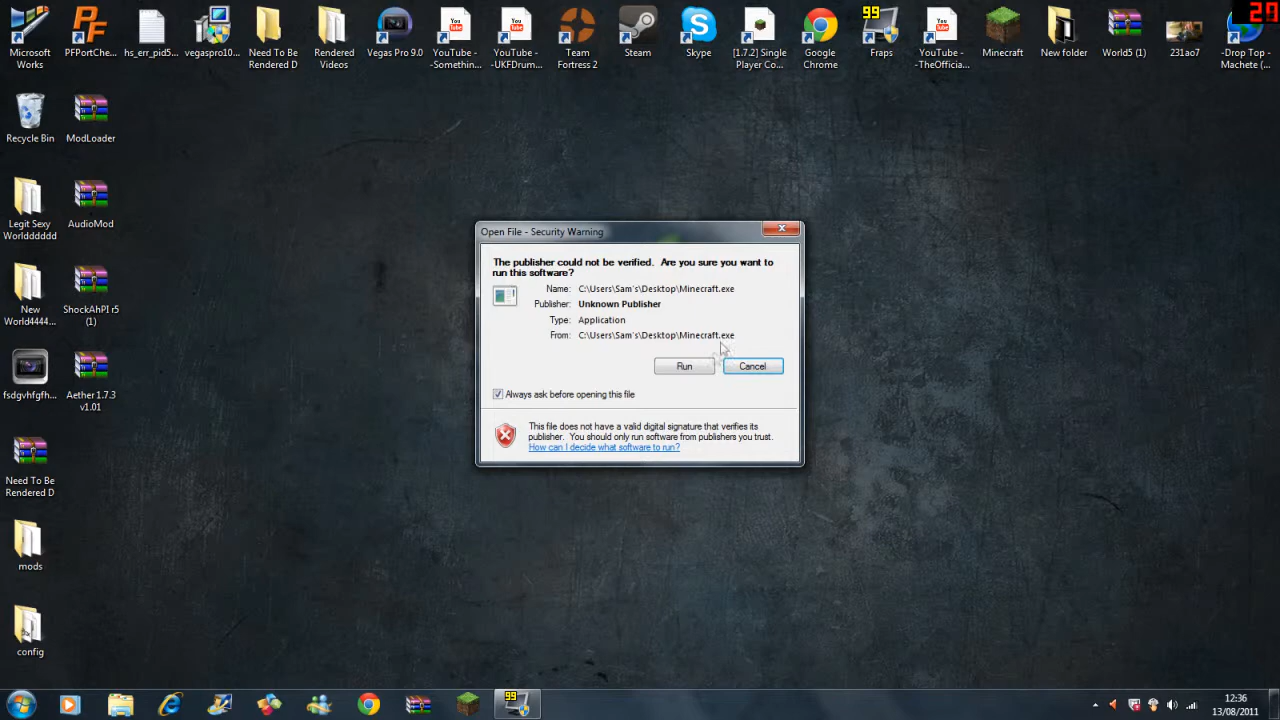 Microsoft Works
PFPortChe...
hs_err_pid5...
vegaspro10...
Need To Be Rendered D
Rendered Videos
Vegas Pro 9.0
YouTube - -Somethin...
YouTube - -UKFDrum...
Team Fortress 2
Steam
Skype
[1.7.2] Single Player Co...
Google Chrome
99
Fraps
YouTube - -TheOfficia...
Minecraft
New folder
World5 (1)
231ao7
-Drop Top - Machete (...
Recycle Bin
ModLoader
Legit Sexy Worldddddd
AudioMod
New World4444...
ShockAhPI r5 (1)
fsdgvhfgfh...
Aether 1.7.3 v1.01
Need To Be Rendered D
mods
config
Open File - Security Warning
The publisher could not be verified. Are you sure you want to
run this software?
Name: C:\Users\Sam's\Desktop\Minecraft.exe
Publisher: Unknown Publisher
Type: Application
From: C:\Users\Sam's\Desktop\Minecraft.exe
Run
Cancel
Always ask before opening this file
This file does not have a valid digital signature that verifies its
publisher. You should only run software from publishers you trust.
How can I decide what software to run?
99
12:36
13/08/2011